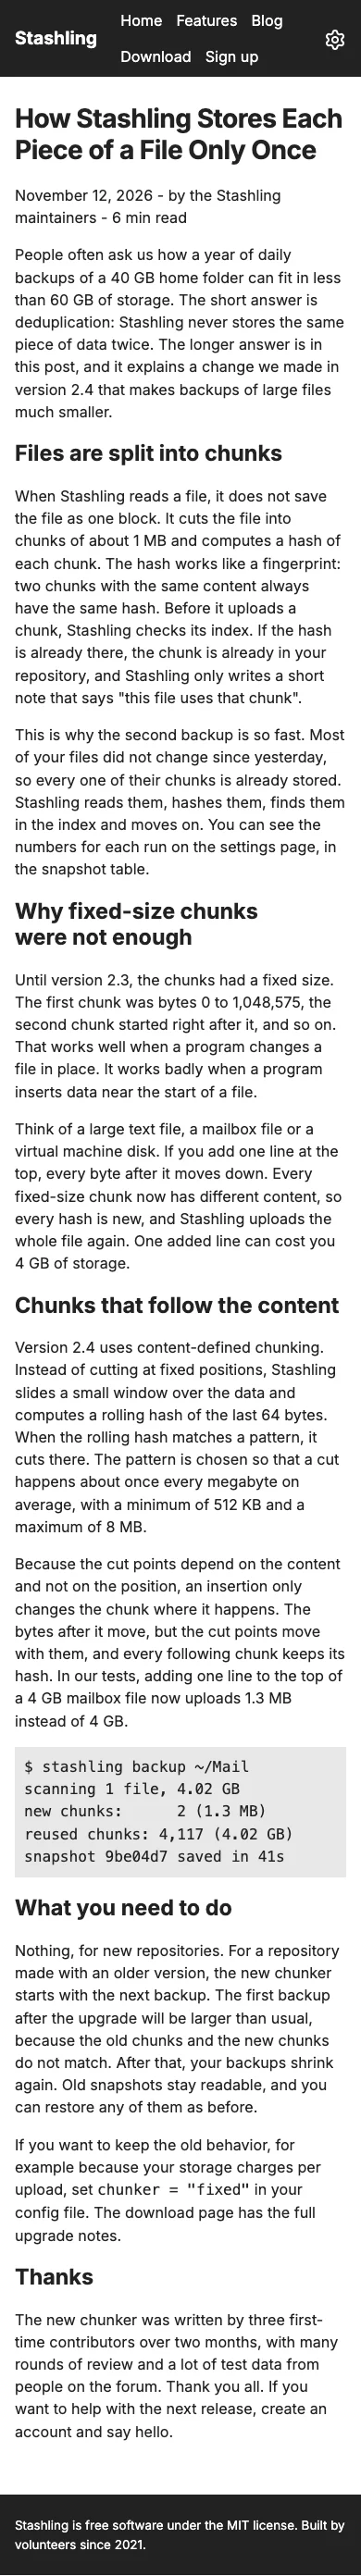 Stashling
Home Features Blog
Download Sign up
How Stashling Stores Each
Piece of a File Only Once
November 12, 2026 - by the Stashling
maintainers - 6 min read
People often ask us how a year of daily
backups of a 40 GB home folder can fit in less
than 60 GB of storage. The short answer is
deduplication: Stashling never stores the same
piece of data twice. The longer answer is in
this post, and it explains a change we made in
version 2.4 that makes backups of large files
much smaller.
Files are split into chunks
When Stashling reads a file, it does not save
the file as one block. It cuts the file into
chunks of about 1 MB and computes a hash of
each chunk. The hash works like a fingerprint:
two chunks with the same content always
have the same hash. Before it uploads a
chunk, Stashling checks its index. If the hash
is already there, the chunk is already in your
repository, and Stashling only writes a short
note that says "this file uses that chunk".
This is why the second backup is so fast. Most
of your files did not change since yesterday,
so every one of their chunks is already stored.
Stashling reads them, hashes them, finds them
in the index and moves on. You can see the
numbers for each run on the settings page, in
the snapshot table.
Why fixed-size chunks
were not enough
Until version 2.3, the chunks had a fixed size.
The first chunk was bytes 0 to 1,048,575, the
second chunk started right after it, and so on.
That works well when a program changes a
file in place. It works badly when a program
inserts data near the start of a file.
Think of a large text file, a mailbox file or a
virtual machine disk. If you add one line at the
top, every byte after it moves down. Every
fixed-size chunk now has different content, so
every hash is new, and Stashling uploads the
whole file again. One added line can cost you
4 GB of storage.
Chunks that follow the content
Version 2.4 uses content-defined chunking.
Instead of cutting at fixed positions, Stashling
slides a small window over the data and
computes a rolling hash of the last 64 bytes.
When the rolling hash matches a pattern, it
cuts there. The pattern is chosen so that a cut
happens about once every megabyte on
average, with a minimum of 512 KB and a
maximum of 8 MB.
Because the cut points depend on the content
and not on the position, an insertion only
changes the chunk where it happens. The
bytes after it move, but the cut points move
with them, and every following chunk keeps its
hash. In our tests, adding one line to the top of
a 4 GB mailbox file now uploads 1.3 MB
instead of 4 GB.
$ stashling backup ~/Mail
scanning 1 file, 4.02 GB
new chunks:      2 (1.3 MB)
reused chunks: 4,117 (4.02 GB)
snapshot 9be04d7 saved in 41s
What you need to do
Nothing, for new repositories. For a repository
made with an older version, the new chunker
starts with the next backup. The first backup
after the upgrade will be larger than usual,
because the old chunks and the new chunks
do not match. After that, your backups shrink
again. Old snapshots stay readable, and you
can restore any of them as before.
If you want to keep the old behavior, for
example because your storage charges per
upload, set chunker = "fixed" in your
config file. The download page has the full
upgrade notes.
Thanks
The new chunker was written by three first-
time contributors over two months, with many
rounds of review and a lot of test data from
people on the forum. Thank you all. If you
want to help with the next release, create an
account and say hello.
Stashling is free software under the MIT license. Built by
volunteers since 2021.